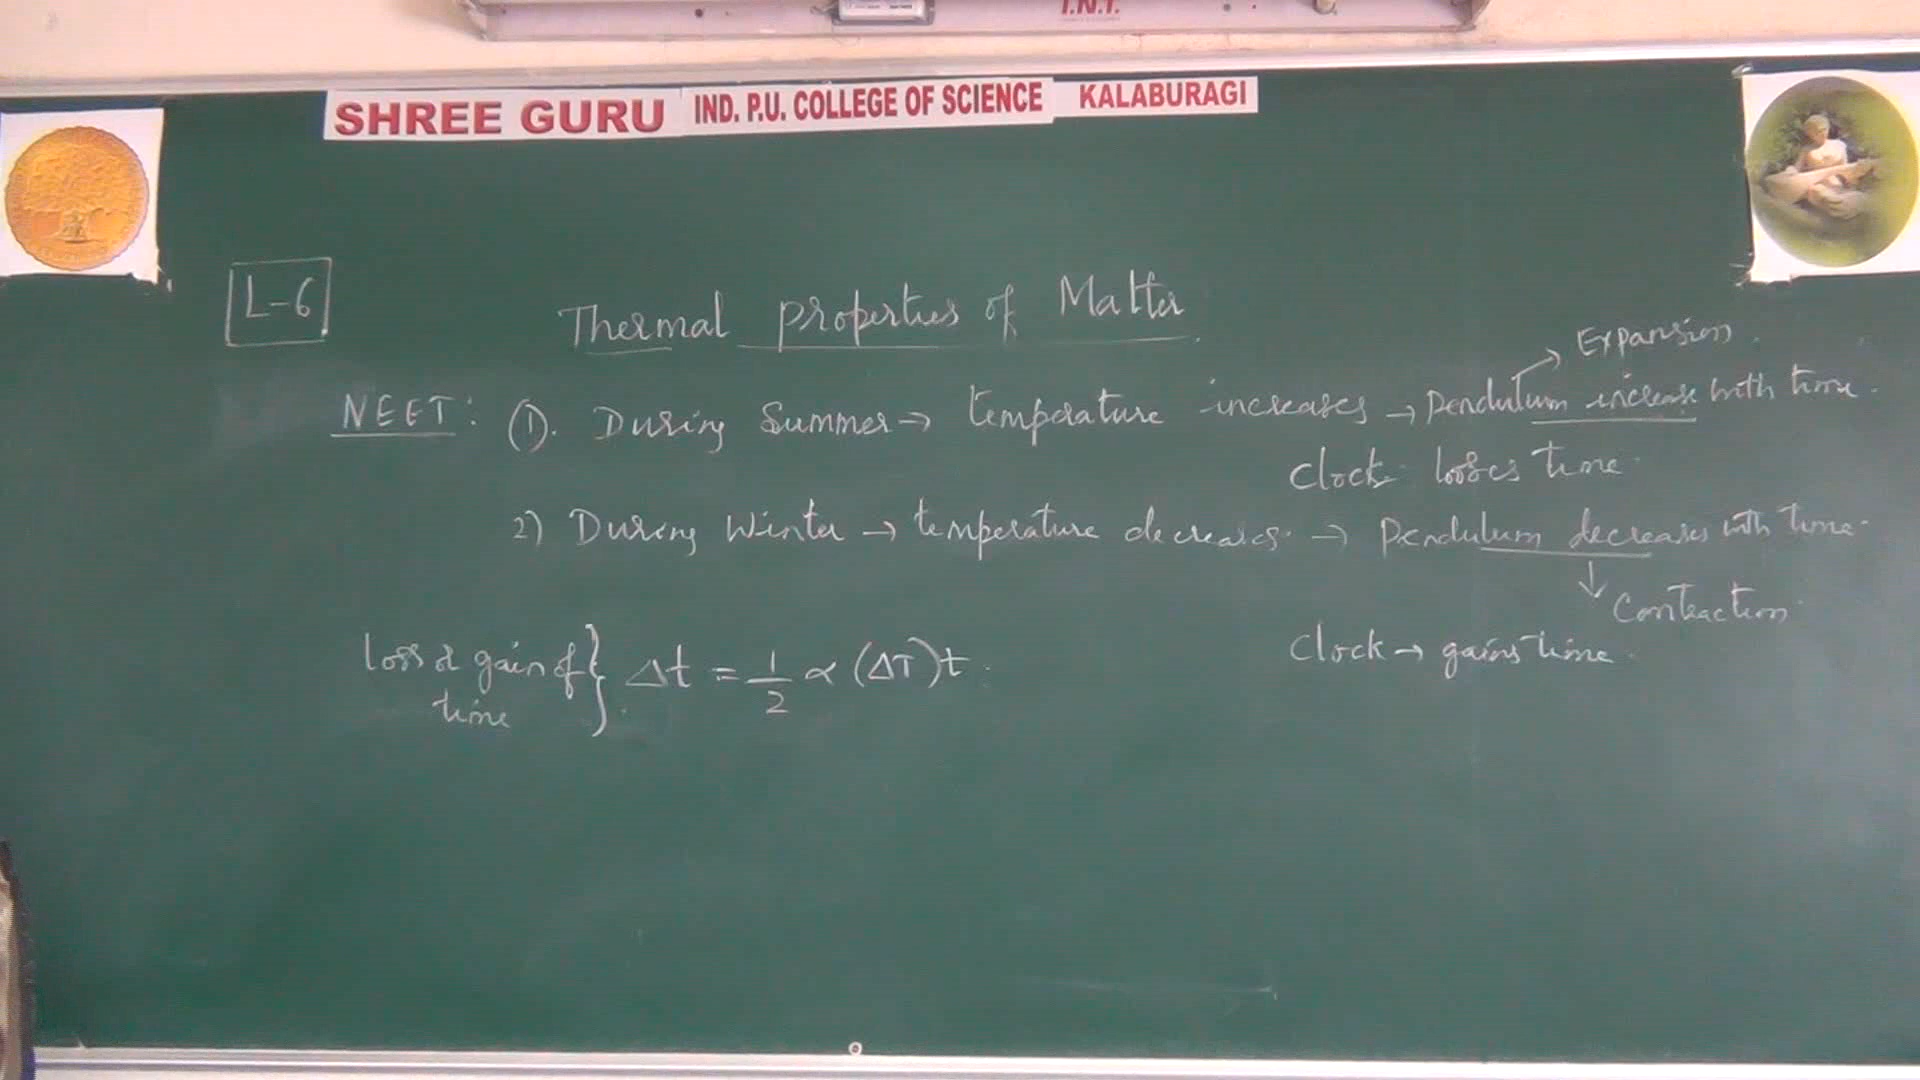 I.N.T.
SHREE GURU IND. P.U. COLLEGE OF SCIENCE KALABURAGI
L-6
Thermal properties of Matter
Expansion.
NEET: (1). During Summer → temperature increases → pendulum increase with time.
Clock looses time.
2) During Winter → temperature decreases. → pendulum decreases with time.
↓ Contraction.
loss & gain of } Δt = 1/2 α (ΔT) t.
time
Clock → gains time.